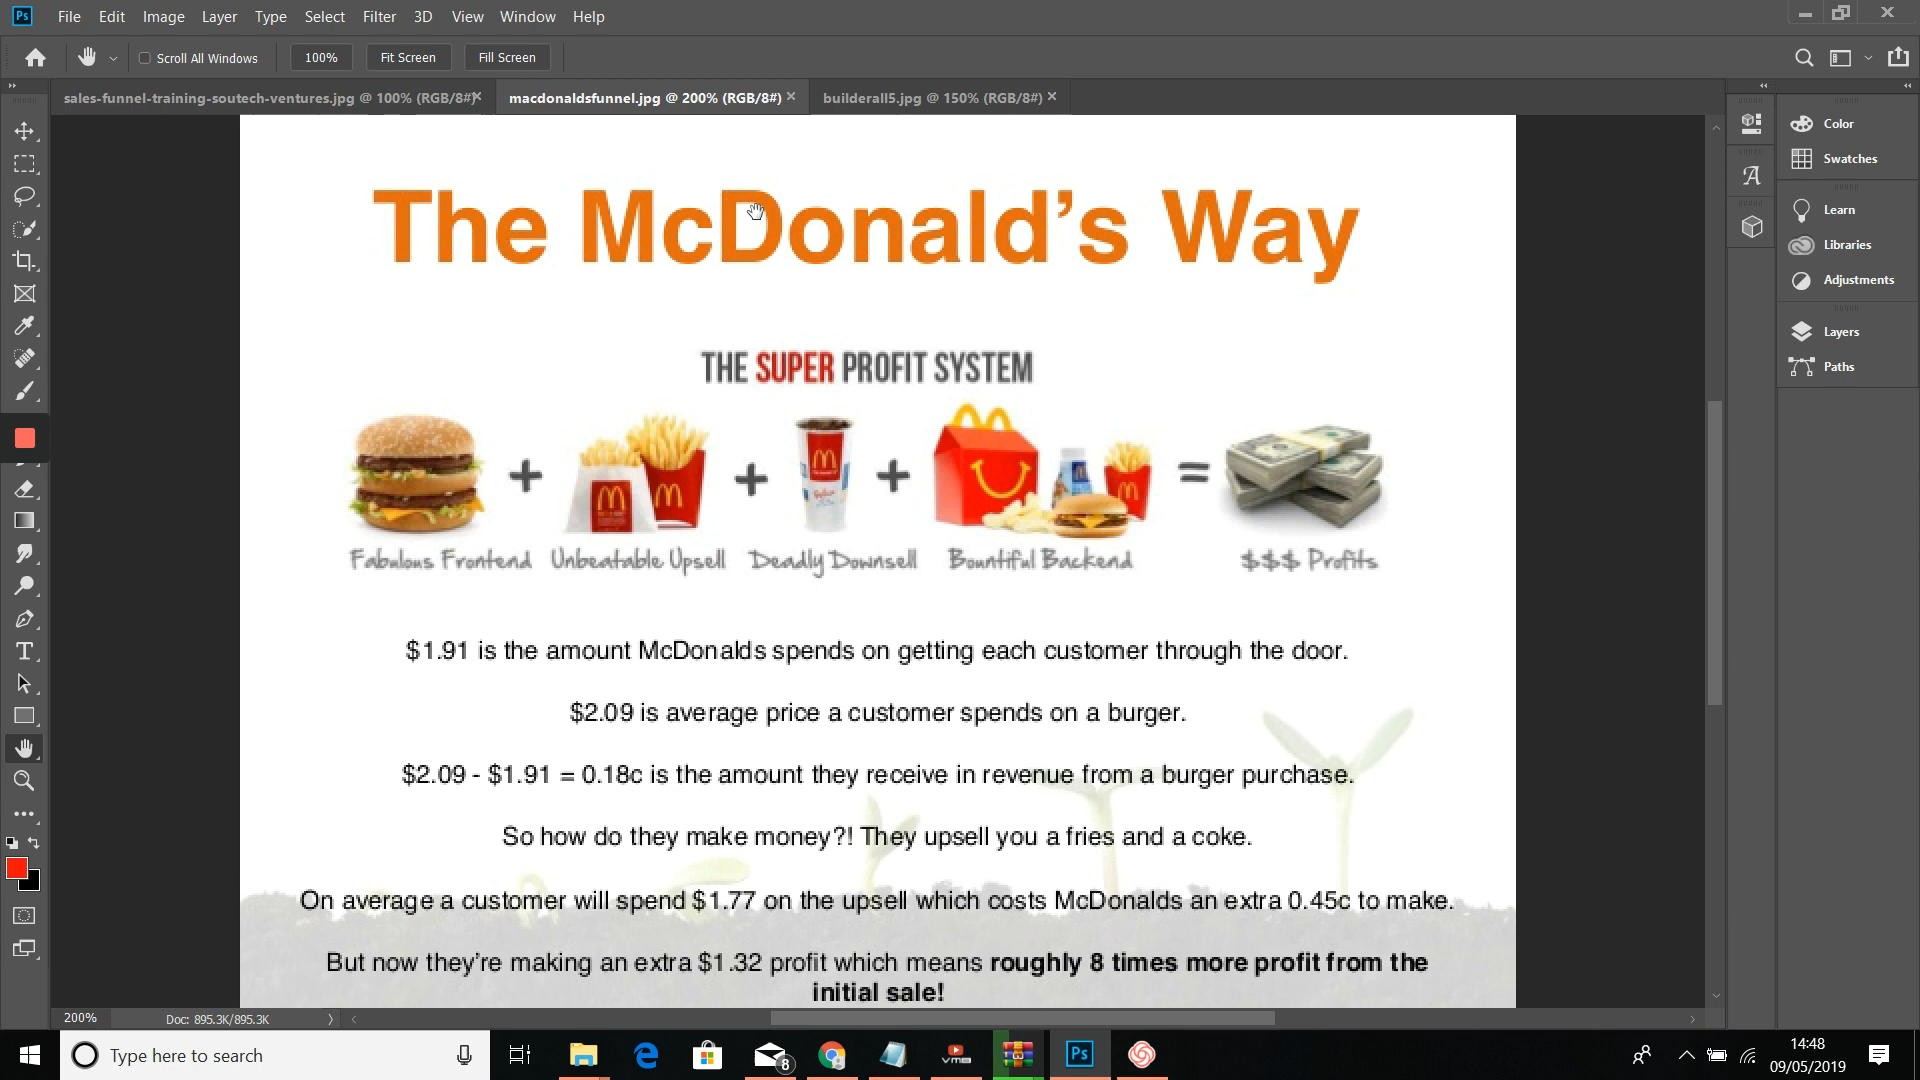 Ps File Edit Image Layer Type Select Filter 3D View Window Help
Scroll All Windows 100% Fit Screen Fill Screen
sales-funnel-training-soutech-ventures.jpg @ 100% (RGB/8#) macdonaldsfunnel.jpg @ 200% (RGB/8#) builderall5.jpg @ 150% (RGB/8#)
Color
Swatches
Learn
Libraries
Adjustments
Layers
Paths
The McDonald's Way
THE SUPER PROFIT SYSTEM
Fabulous Frontend Unbeatable Upsell Deadly Downsell Bountiful Backend $$$ Profits
$1.91 is the amount McDonalds spends on getting each customer through the door.
$2.09 is average price a customer spends on a burger.
$2.09 - $1.91 = 0.18c is the amount they receive in revenue from a burger purchase.
So how do they make money?! They upsell you a fries and a coke.
On average a customer will spend $1.77 on the upsell which costs McDonalds an extra 0.45c to make.
But now they're making an extra $1.32 profit which means roughly 8 times more profit from the
initial sale!
200% Doc: 895.3K/895.3K
Type here to search
8
Ps
14:48
09/05/2019